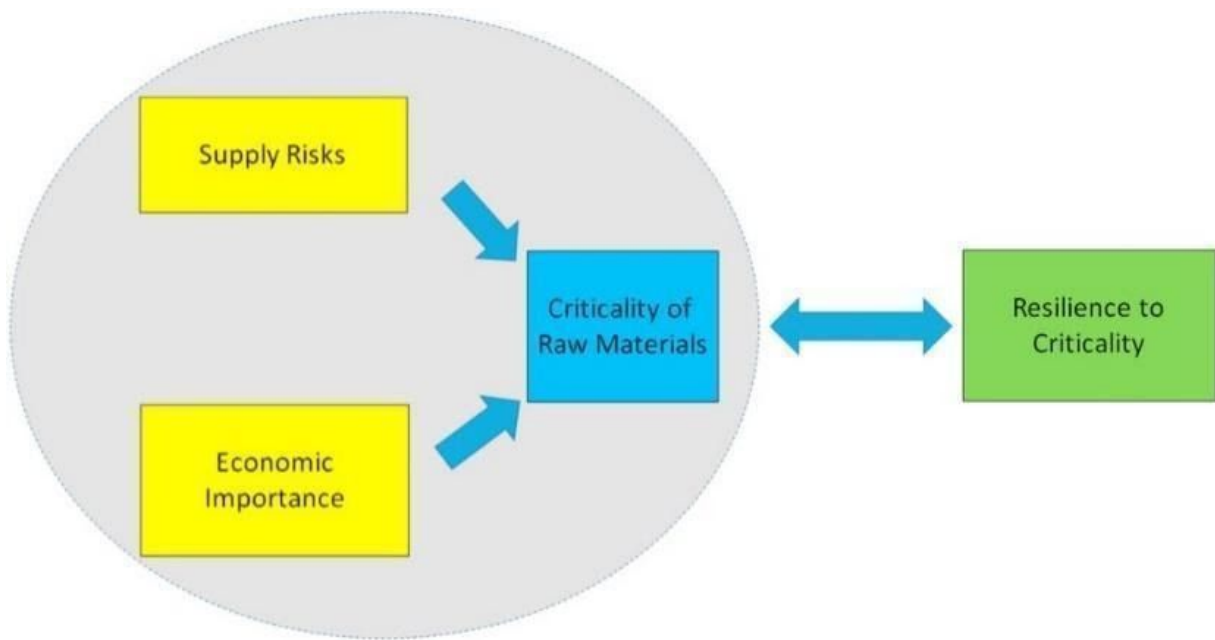 Supply Risks
Criticality of
Raw Materials
Resilience to
Criticality
Economic
Importance